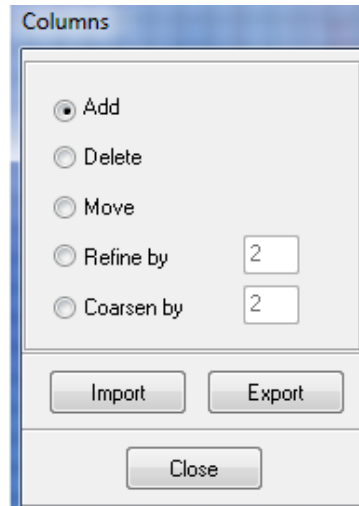 Columns
Add
Delete
Move
Refine by 2
Coarsen by 2
Import Export
Close